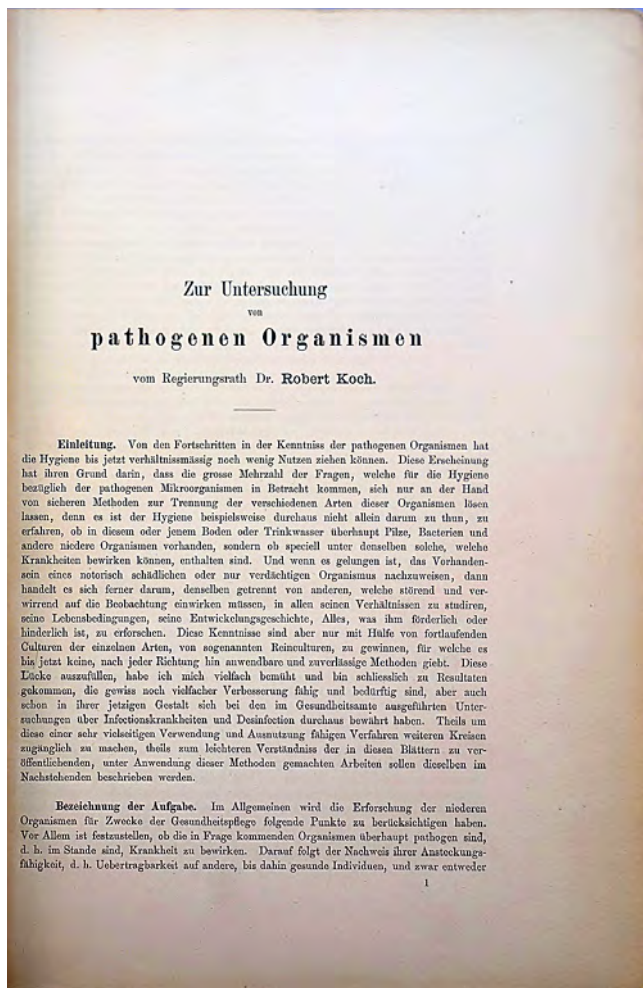 Zur Untersuchung
von
pathogenen Organismen
vom Regierungsrath Dr. Robert Koch.
Einleitung. Von den Fortschritten in der Kenntniss der pathogenen Organismen hat
die Hygiene bis jetzt verhältnissmässig noch wenig Nutzen ziehen können. Diese Erscheinung
hat ihren Grund darin, dass die grosse Mehrzahl der Fragen, welche für die Hygiene
bezüglich der pathogenen Mikroorganismen in Betracht kommen, sich nur an der Hand
von sicheren Methoden zur Trennung der verschiedenen Arten dieser Organismen lösen
lassen, denn es ist der Hygiene beispielsweise durchaus nicht allein darum zu thun, zu
erfahren, ob in diesem oder jenem Boden oder Trinkwasser überhaupt Pilze, Bacterien und
andere niedere Organismen vorhanden, sondern ob speciell unter denselben solche, welche
Krankheiten bewirken können, enthalten sind. Und wenn es gelungen ist, das Vorhanden-
sein eines notorisch schädlichen oder nur verdächtigen Organismus nachzuweisen, dann
handelt es sich ferner darum, denselben getrennt von anderen, welche störend und ver-
wirrend auf die Beobachtung einwirken müssen, in allen seinen Verhältnissen zu studiren,
seine Lebensbedingungen, seine Entwickelungsgeschichte, Alles, was ihm förderlich oder
hinderlich ist, zu erforschen. Diese Kenntnisse sind aber nur mit Hülfe von fortlaufenden
Culturen der einzelnen Arten, von sogenannten Reinculturen, zu gewinnen, für welche es
bis jetzt keine, nach jeder Richtung hin anwendbare und zuverlässige Methoden giebt. Diese
Lücke auszufüllen, habe ich mich vielfach bemüht und bin schliesslich zu Resultaten
gekommen, die gewiss noch vielfacher Verbesserung fähig und bedürftig sind, aber auch
schon in ihrer jetzigen Gestalt sich bei den im Gesundheitsamte ausgeführten Unter-
suchungen über Infectionskrankheiten und Desinfection durchaus bewährt haben. Theils um
diese einer sehr vielseitigen Verwendung und Ausnutzung fähigen Verfahren weiteren Kreisen
zugänglich zu machen, theils zum leichteren Verständniss der in diesen Blättern zu ver-
öffentlichenden, unter Anwendung dieser Methoden gemachten Arbeiten sollen dieselben im
Nachstehenden beschrieben werden.
Bezeichnung der Aufgabe. Im Allgemeinen wird die Erforschung der niederen
Organismen für Zwecke der Gesundheitspflege folgende Punkte zu berücksichtigen haben.
Vor Allem ist festzustellen, ob die in Frage kommenden Organismen überhaupt pathogen sind,
d. h. im Stande sind, Krankheit zu bewirken. Darauf folgt der Nachweis ihrer Ansteckungs-
fähigkeit, d. h. Uebertragbarkeit auf andere, bis dahin gesunde Individuen, und zwar entweder
1